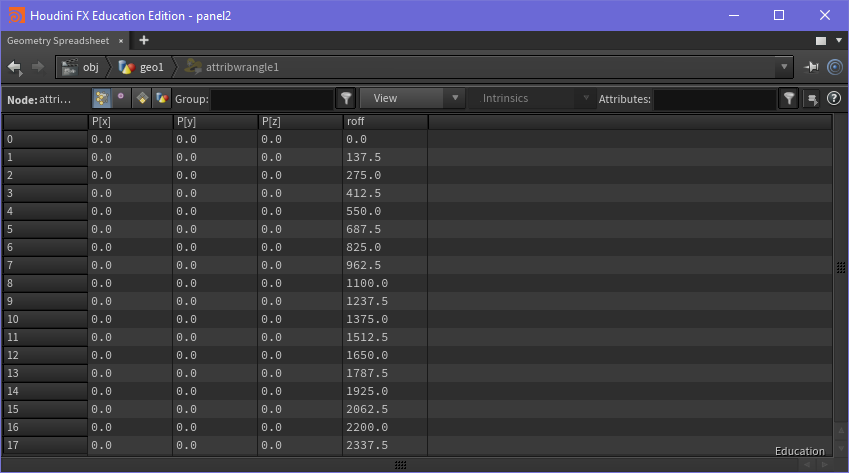 Houdini FX Education Edition - panel2
Geometry Spreadsheet × +
obj geo1 attribwrangle1
Node: attri... Group: View Intrinsics Attributes:
P[x] P[y] P[z] roff
0 0.0 0.0 0.0 0.0
1 0.0 0.0 0.0 137.5
2 0.0 0.0 0.0 275.0
3 0.0 0.0 0.0 412.5
4 0.0 0.0 0.0 550.0
5 0.0 0.0 0.0 687.5
6 0.0 0.0 0.0 825.0
7 0.0 0.0 0.0 962.5
8 0.0 0.0 0.0 1100.0
9 0.0 0.0 0.0 1237.5
10 0.0 0.0 0.0 1375.0
11 0.0 0.0 0.0 1512.5
12 0.0 0.0 0.0 1650.0
13 0.0 0.0 0.0 1787.5
14 0.0 0.0 0.0 1925.0
15 0.0 0.0 0.0 2062.5
16 0.0 0.0 0.0 2200.0
17 0.0 0.0 0.0 2337.5
Education